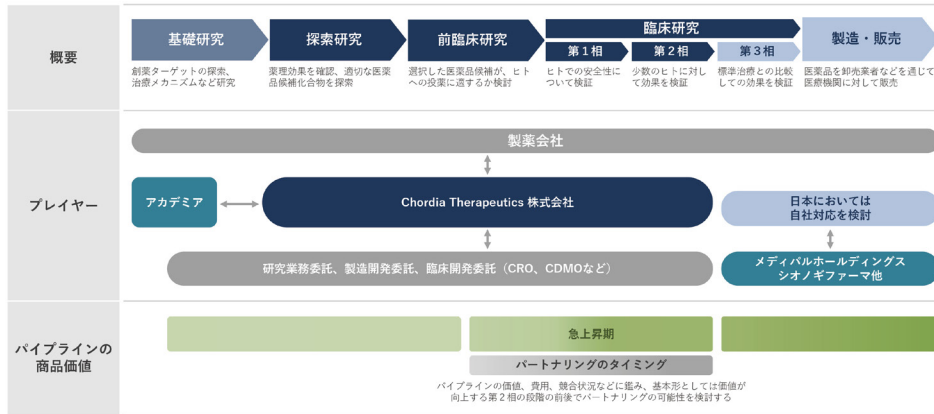 概要
基礎研究
探索研究
前臨床研究
臨床研究
第1相
第2相
第3相
製造・販売
創薬ターゲットの探索、
治療メカニズムなど研究
薬理効果を確認、適切な医薬
品候補化合物を探索
選択した医薬品候補が、ヒト
への投薬に適するか検討
ヒトでの安全性に
ついて検証
少数のヒトに対し
て効果を検証
標準治療との比較
しての効果を検証
医薬品を卸売業者などを通じて
医療機関に対して販売
プレイヤー
製薬会社
アカデミア
Chordia Therapeutics 株式会社
日本においては
自社対応を検討
研究業務委託、製造開発委託、臨床開発委託（CRO、CDMOなど）
メディパルホールディングス
シオノギファーマ他
パイプラインの
商品価値
急上昇期
パートナリングのタイミング
パイプラインの価値、費用、競合状況などに鑑み、基本形としては価値が
向上する第２相の段階の前後でパートナリングの可能性を検討する